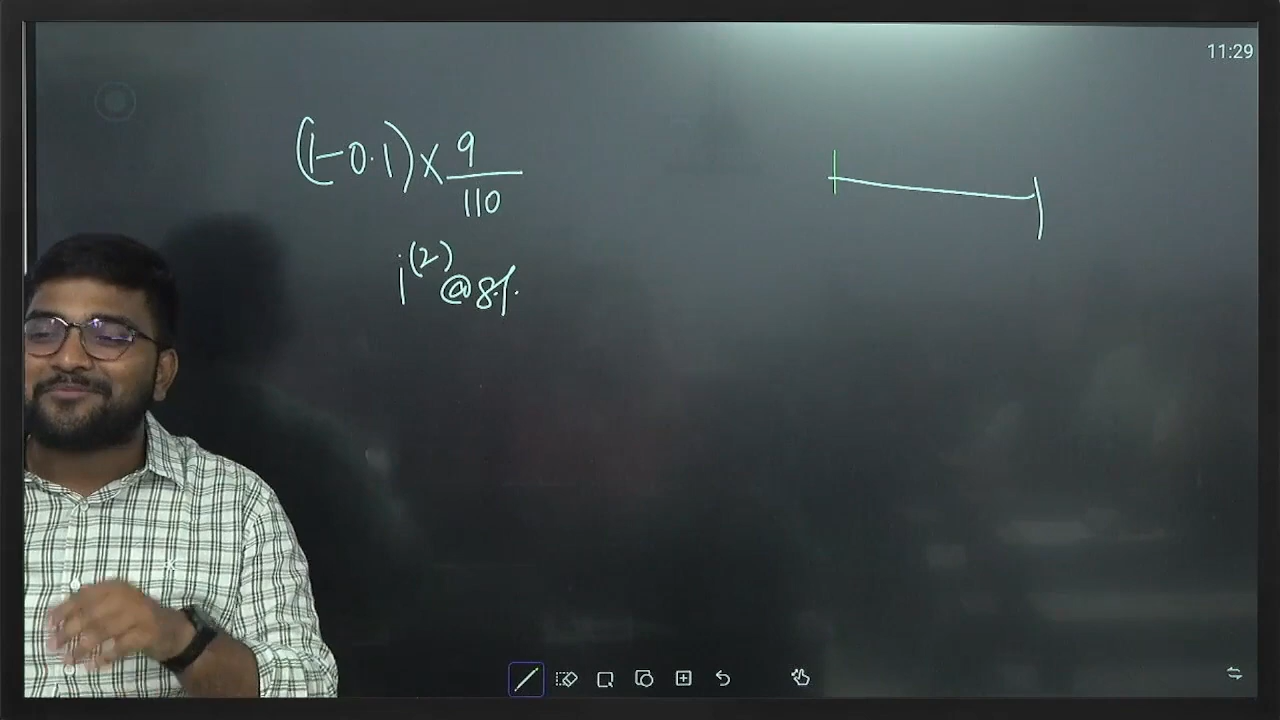 11:29
(1-0.1) × 9/110
i^(2) @ 8%